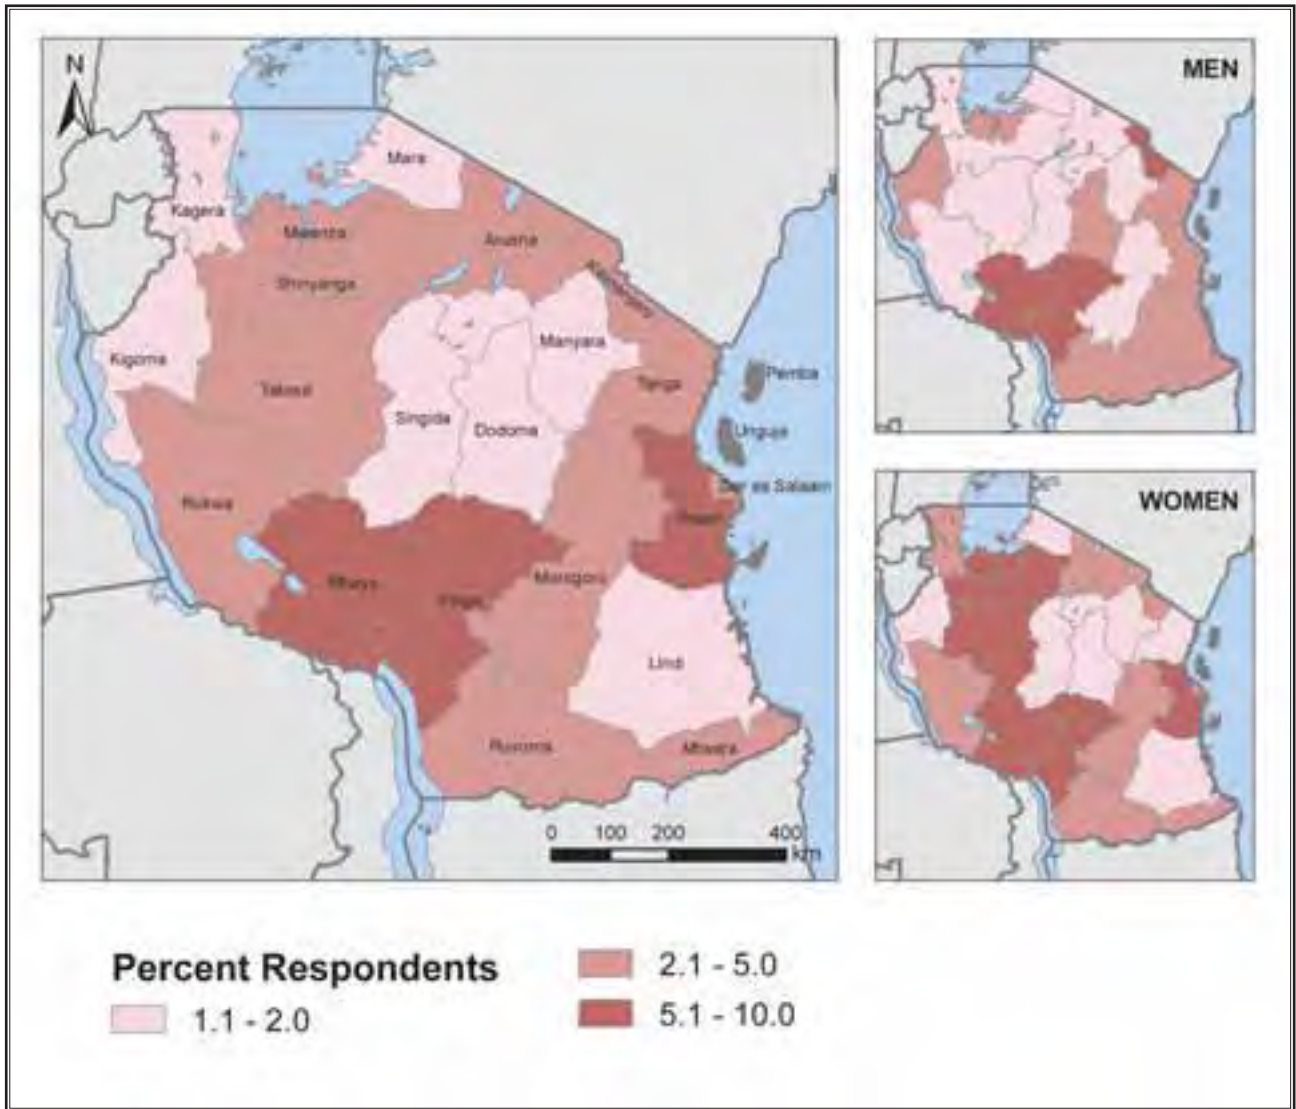 N
Mara
Kagera
Mwanza
Arusha
Shinyanga
Kilimanjaro
Manyara
Kigoma
Tabora
Tanga
Pemba
Singida
Dodoma
Unguja
Dar es Salaam
Rukwa
Mbeya
Morogoro
Lindi
Ruvuma
Mtwara
0 100 200 400
km
MEN
WOMEN
Percent Respondents
1.1 - 2.0
2.1 - 5.0
5.1 - 10.0